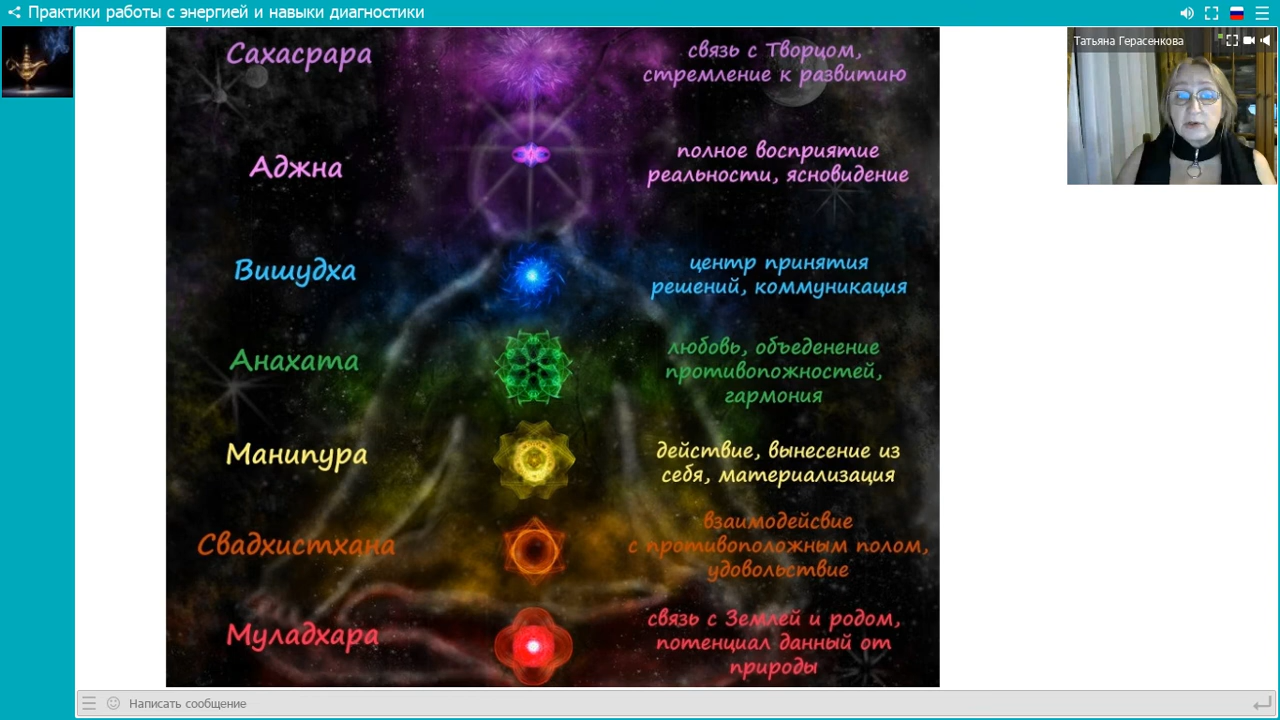 Практики работы с энергией и навыки диагностики
Татьяна Герасенкова
Сахасрара
связь с Творцом,
стремление к развитию
Аджна
полное восприятие
реальности, ясновидение
Вишудха
центр принятия
решений, коммуникация
Анахата
любовь, объеденение
противопожностей,
гармония
Манипура
действие, вынесение из
себя, материализация
Свадхистхана
взаимодейсвие
с противоположным полом,
удовольствие
Муладхара
связь с Землей и родом,
потенциал данный от
природы
Написать сообщение